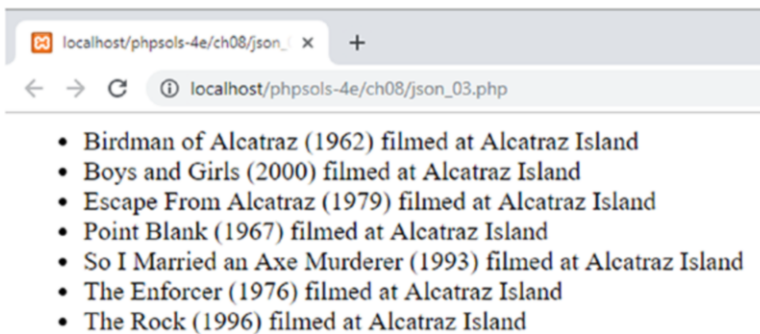 localhost/phpsols-4e/ch08/json_
localhost/phpsols-4e/ch08/json_03.php
• Birdman of Alcatraz (1962) filmed at Alcatraz Island
• Boys and Girls (2000) filmed at Alcatraz Island
• Escape From Alcatraz (1979) filmed at Alcatraz Island
• Point Blank (1967) filmed at Alcatraz Island
• So I Married an Axe Murderer (1993) filmed at Alcatraz Island
• The Enforcer (1976) filmed at Alcatraz Island
• The Rock (1996) filmed at Alcatraz Island